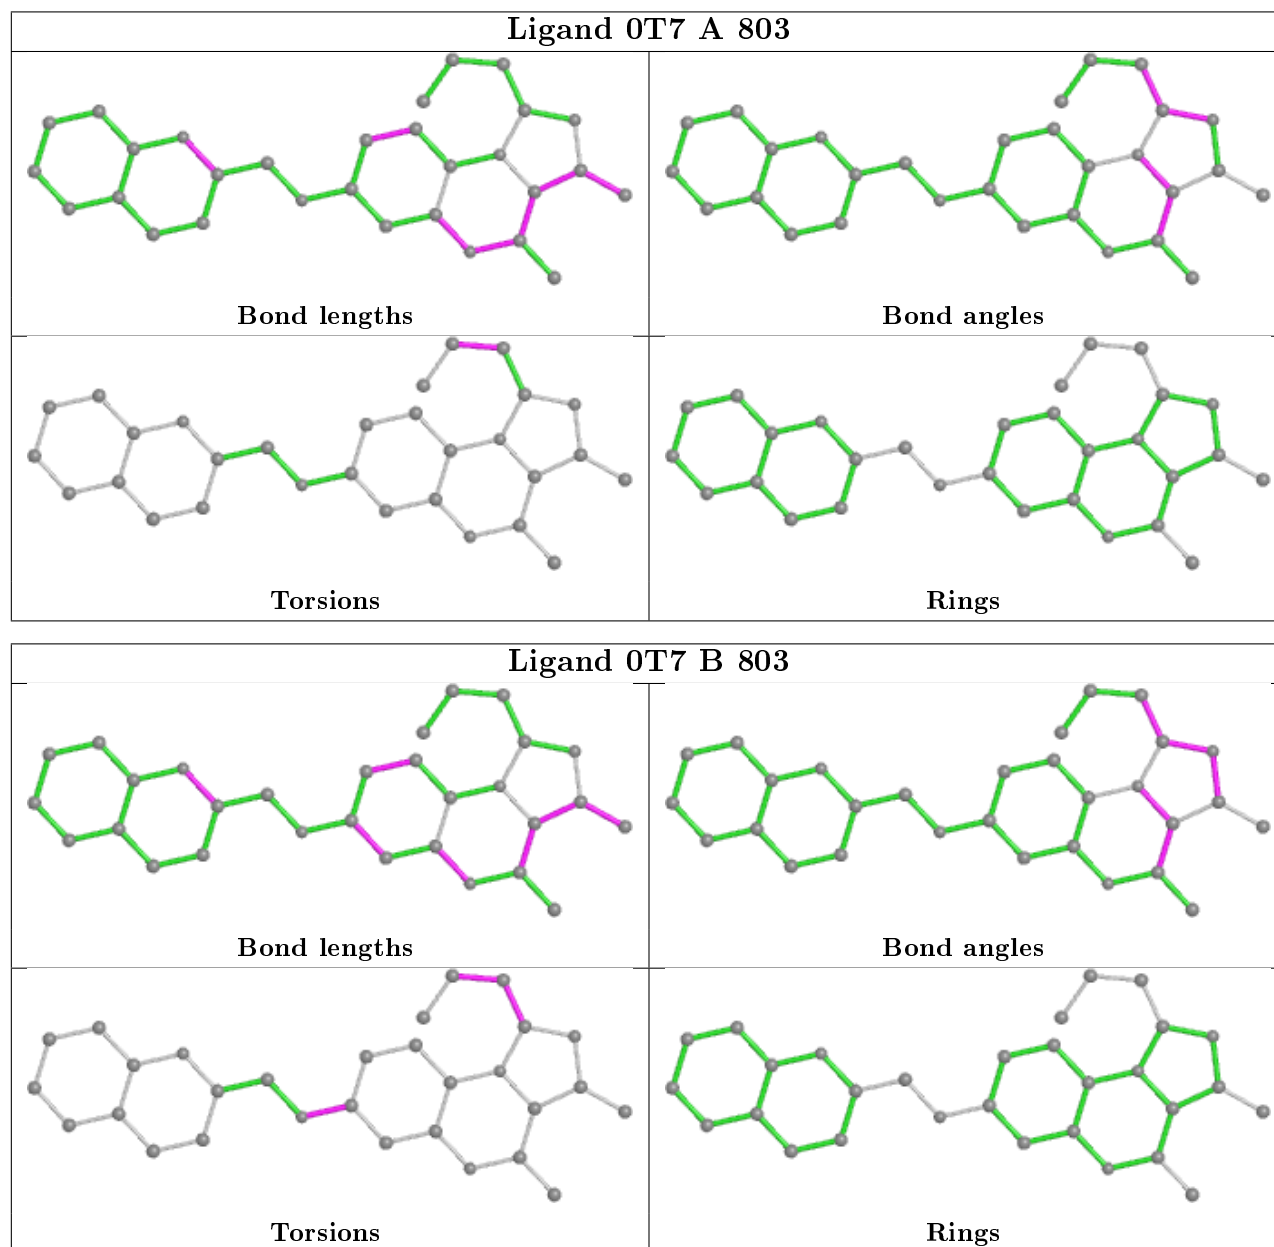 Ligand 0T7 A 803
Bond lengths
Bond angles
Torsions
Rings
Ligand 0T7 B 803
Bond lengths
Bond angles
Torsions
Rings